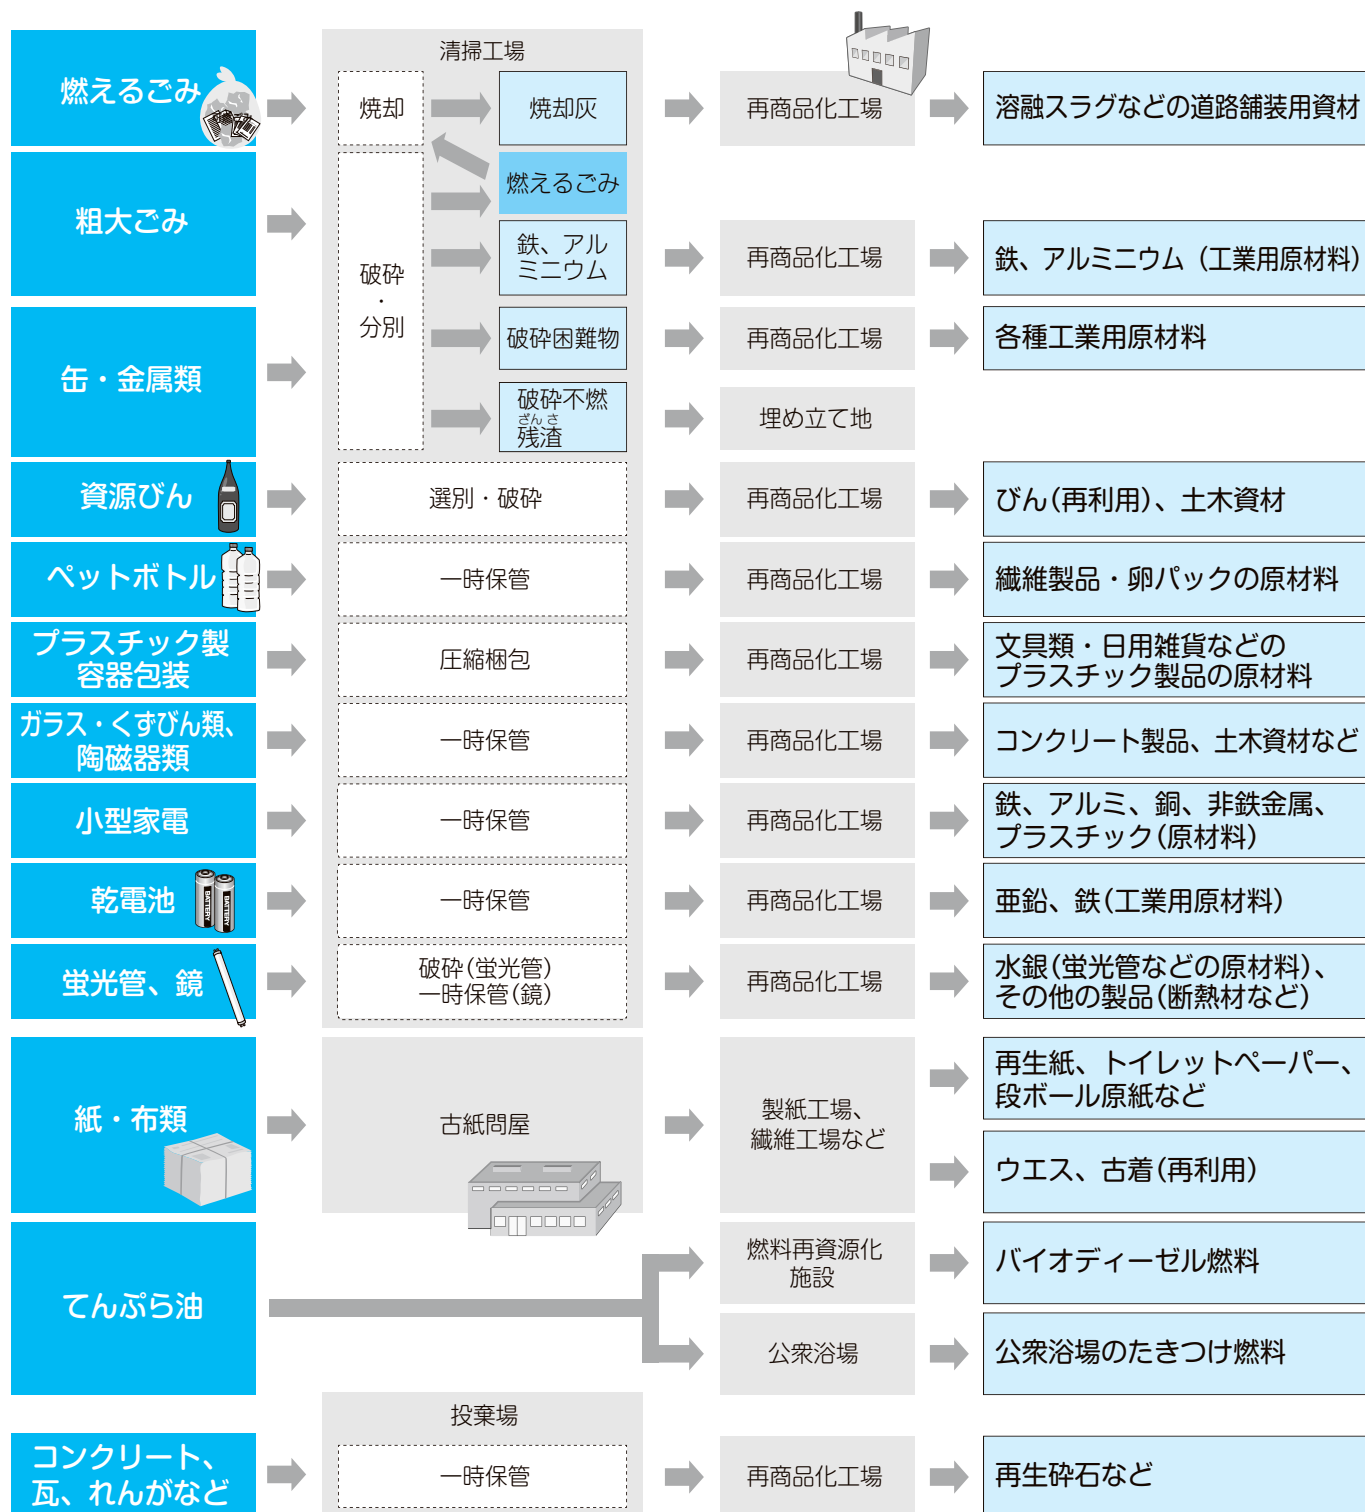 清掃工場
燃えるごみ
焼却
焼却灰
再商品化工場
溶融スラグなどの道路舗装用資材
粗大ごみ
破砕
・
分別
燃えるごみ
鉄、アル
ミニウム
再商品化工場
鉄、アルミニウム（工業用原材料）
缶・金属類
破砕困難物
再商品化工場
各種工業用原材料
破砕不燃
ざんさ
残渣
埋め立て地
資源びん
選別・破砕
再商品化工場
びん(再利用)、土木資材
ペットボトル
一時保管
再商品化工場
繊維製品・卵パックの原材料
プラスチック製
容器包装
圧縮梱包
再商品化工場
文具類・日用雑貨などの
プラスチック製品の原材料
ガラス・くずびん類、
陶磁器類
一時保管
再商品化工場
コンクリート製品、土木資材など
小型家電
一時保管
再商品化工場
鉄、アルミ、銅、非鉄金属、
プラスチック(原材料)
乾電池
BATTERY
BATTERY
一時保管
再商品化工場
亜鉛、鉄(工業用原材料)
蛍光管、鏡
破砕(蛍光管)
一時保管(鏡)
再商品化工場
水銀(蛍光管などの原材料)、
その他の製品(断熱材など)
紙・布類
古紙問屋
製紙工場、
繊維工場など
再生紙、トイレットペーパー、
段ボール原紙など
ウエス、古着(再利用)
てんぷら油
燃料再資源化
施設
バイオディーゼル燃料
公衆浴場
公衆浴場のたきつけ燃料
投棄場
コンクリート、
瓦、れんがなど
一時保管
再商品化工場
再生砕石など